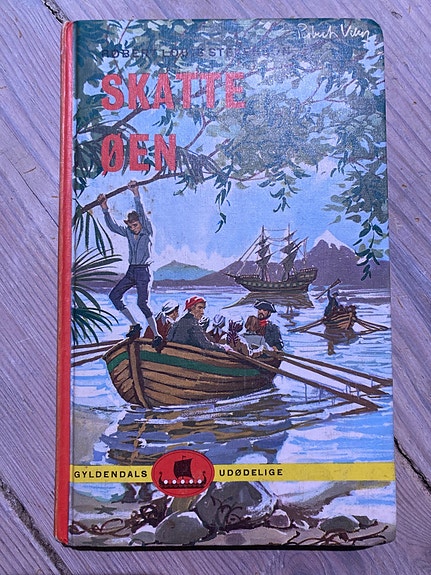 ROBERT LOUIS STEVENSON
SKATTE
ØEN
GYLDENDALS UDØDELIGE